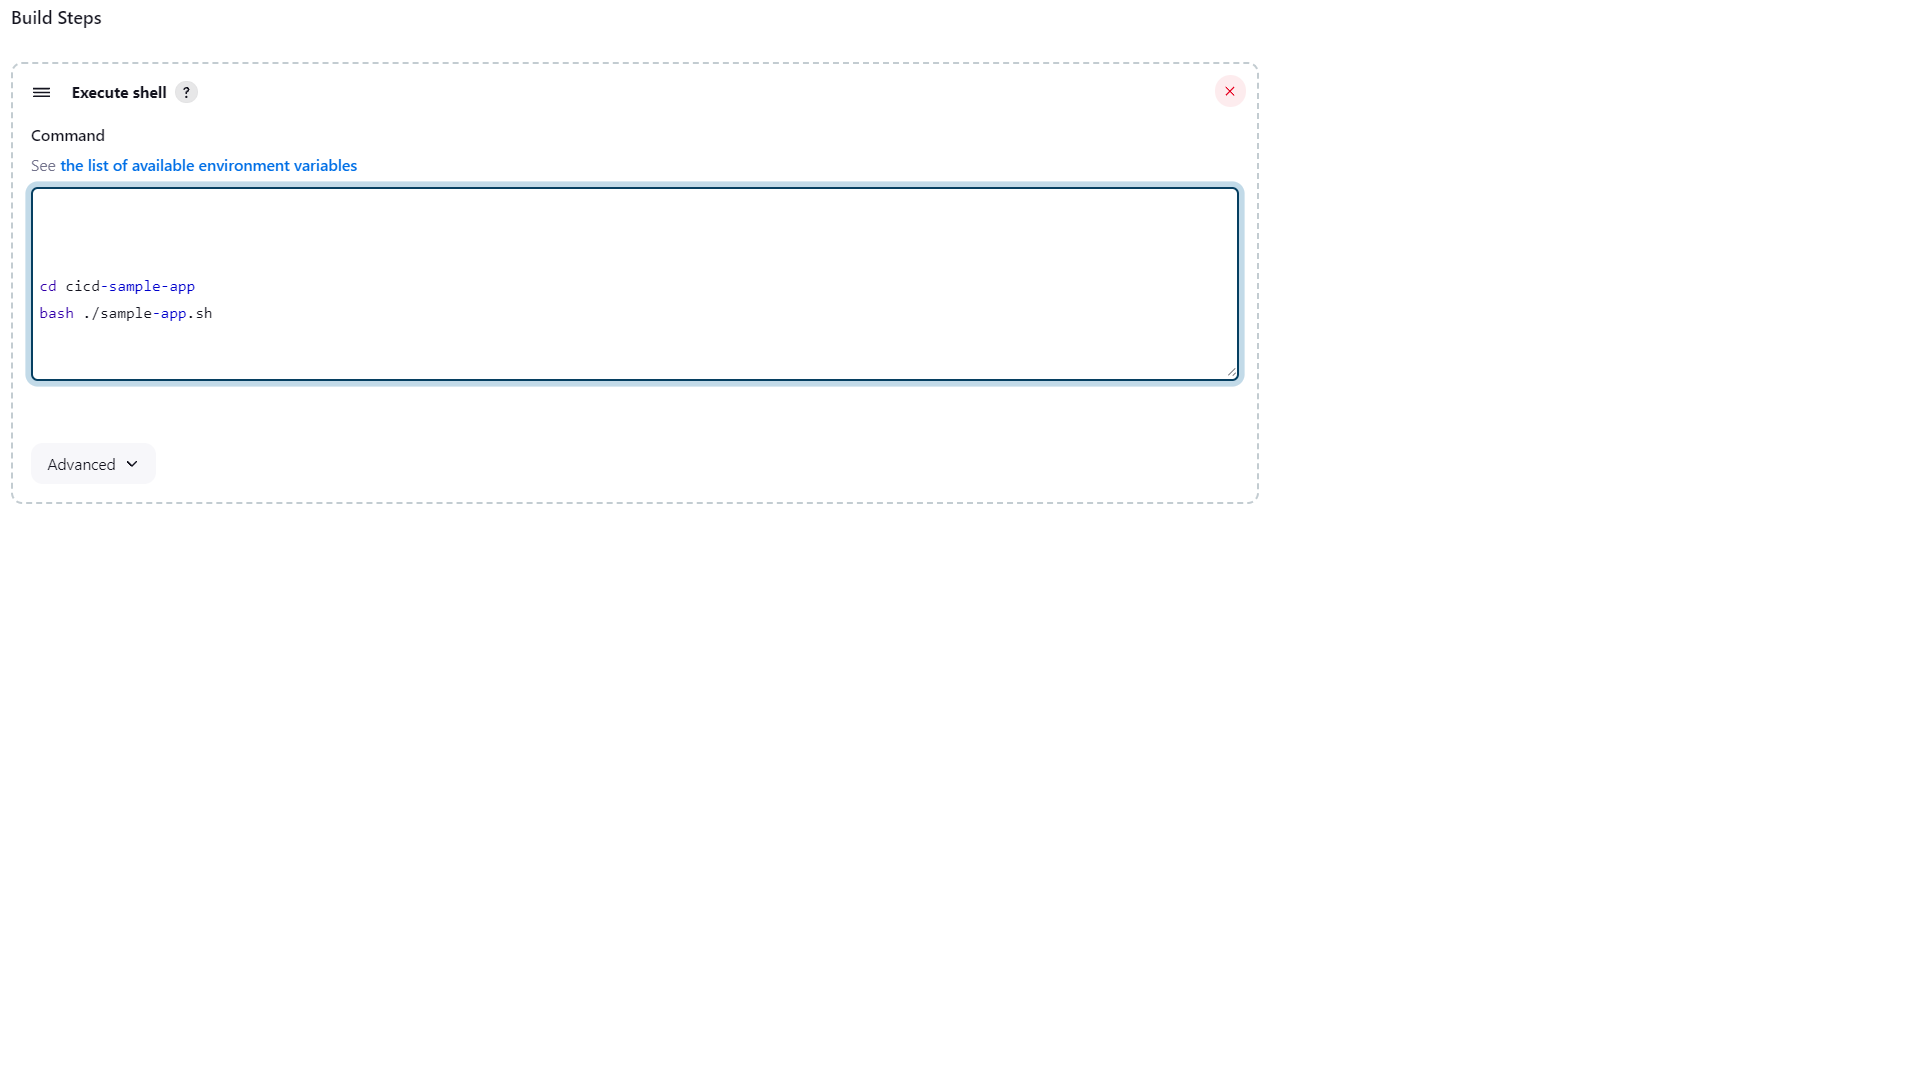 Build Steps
Execute shell ?
Command
See the list of available environment variables
cd cicd-sample-app
bash ./sample-app.sh
Advanced